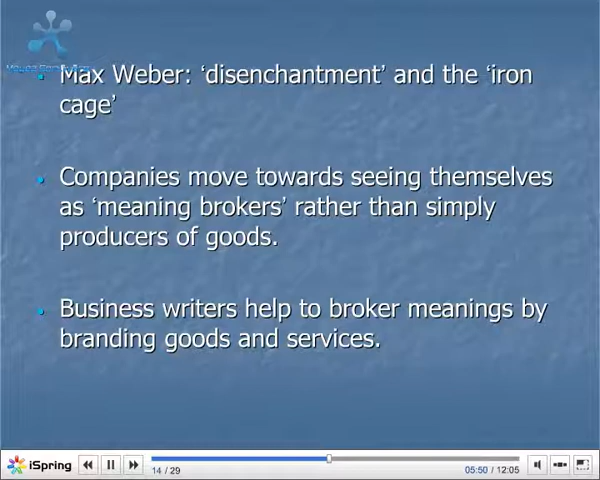 • Max Weber: ‘disenchantment’ and the ‘iron
cage’
• Companies move towards seeing themselves
as ‘meaning brokers’ rather than simply
producers of goods.
• Business writers help to broker meanings by
branding goods and services.
iSpring
14 / 29
05:50 / 12:05